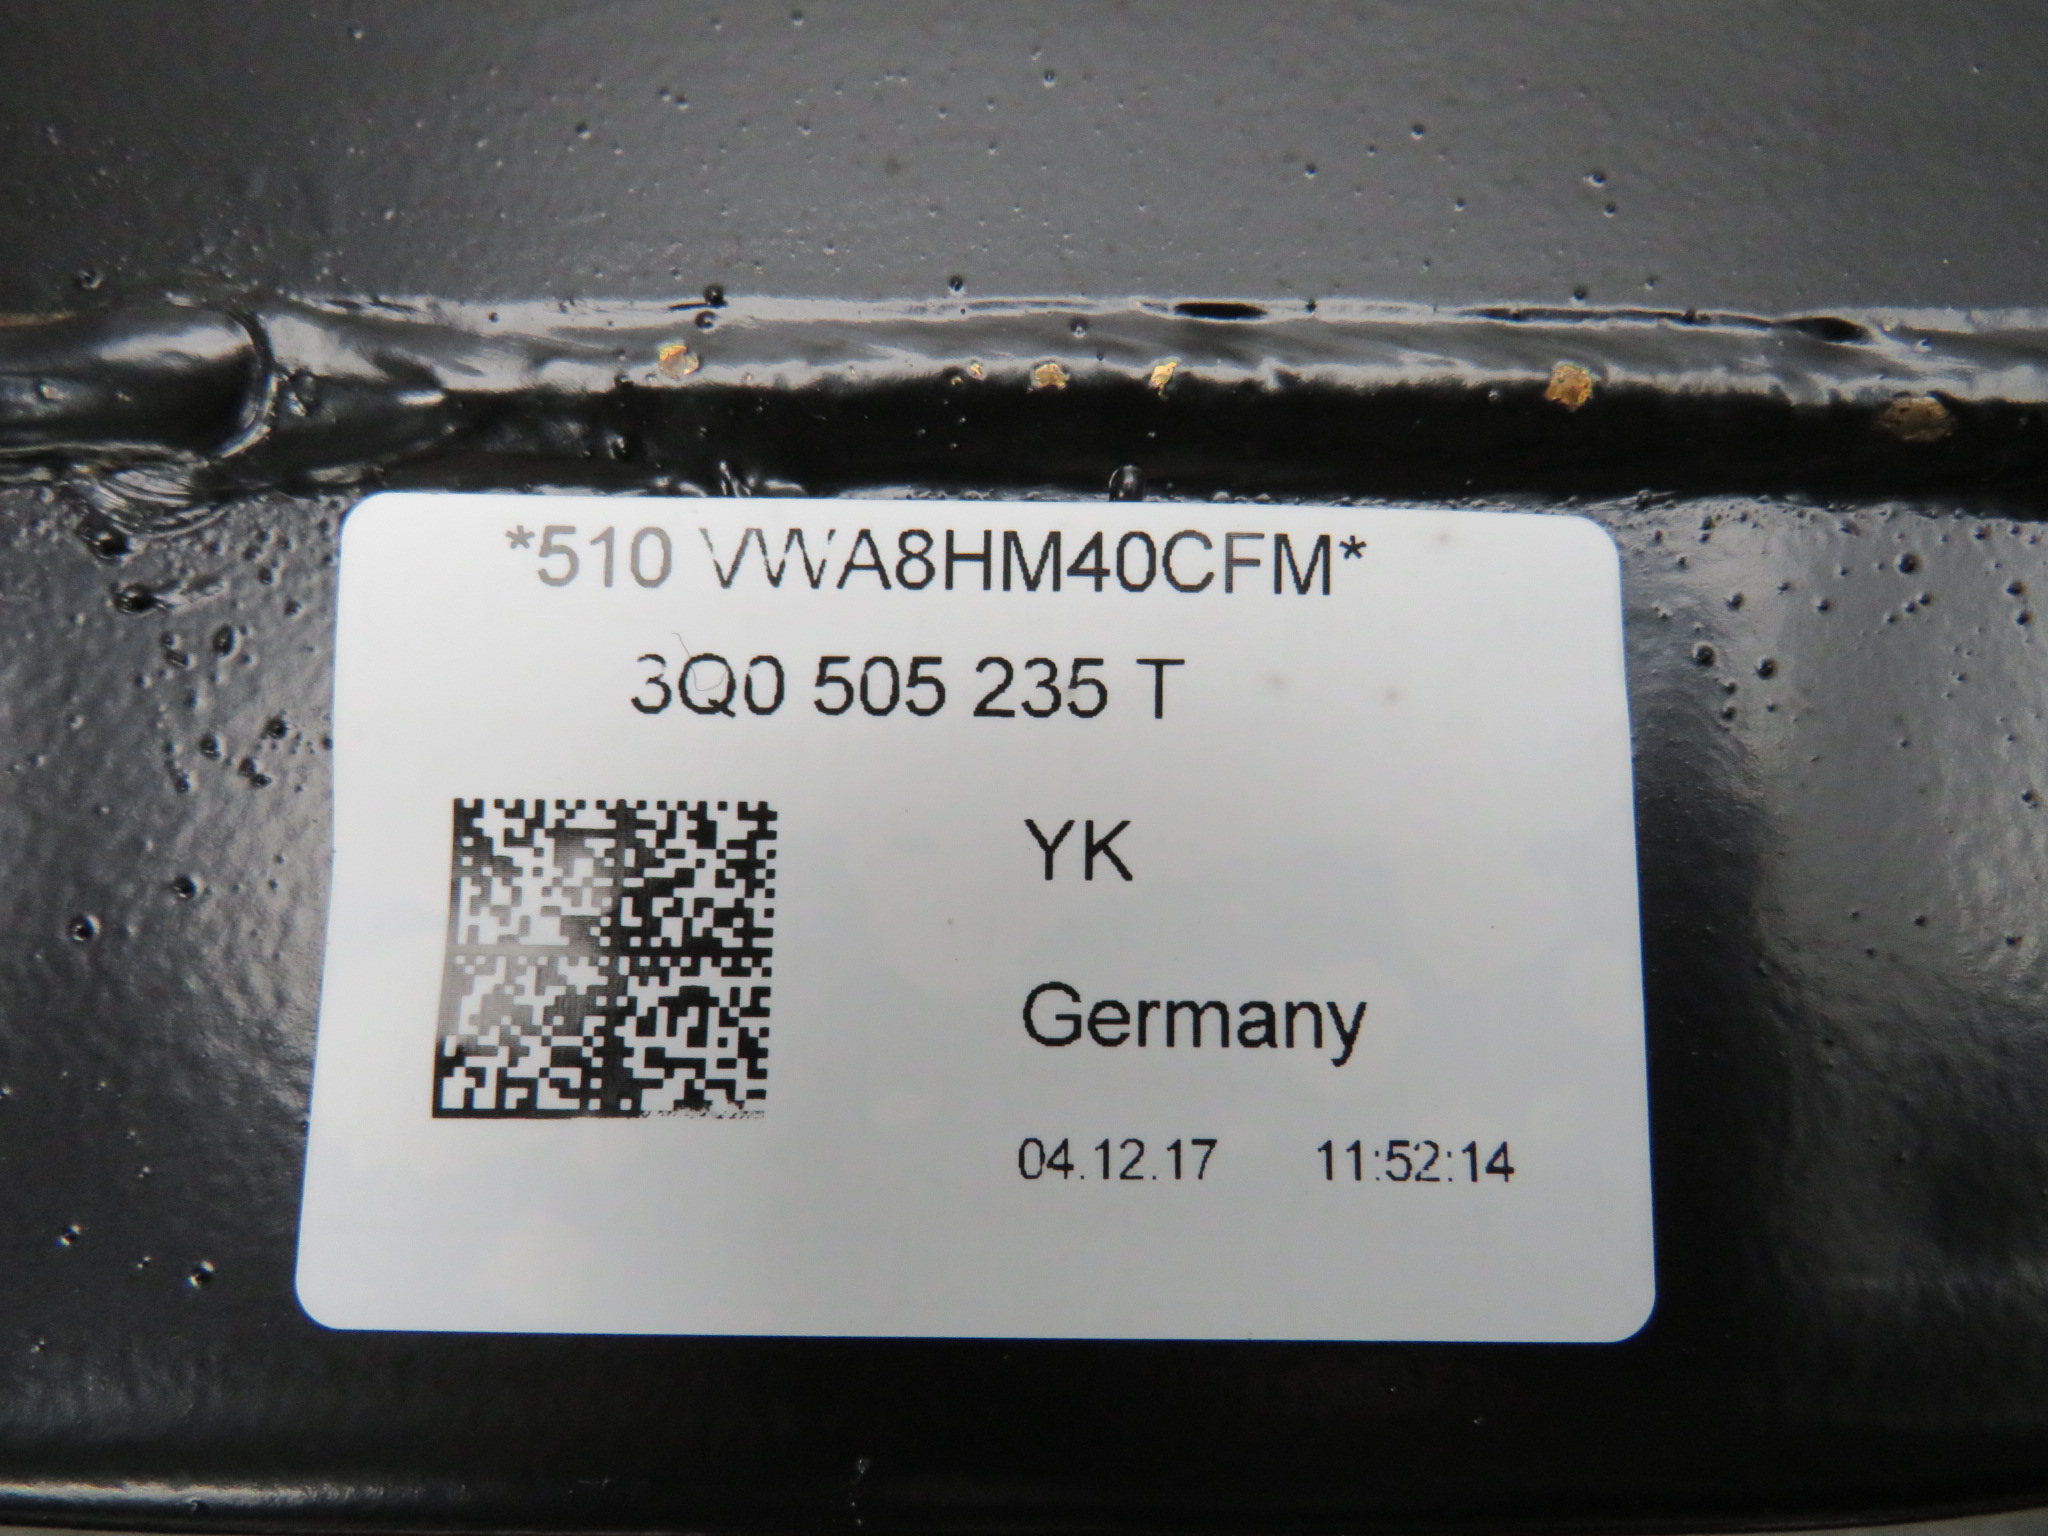 *510 VWA8HM40CFM*
3Q0 505 235 T
YK
Germany
04.12.17 11:52:14